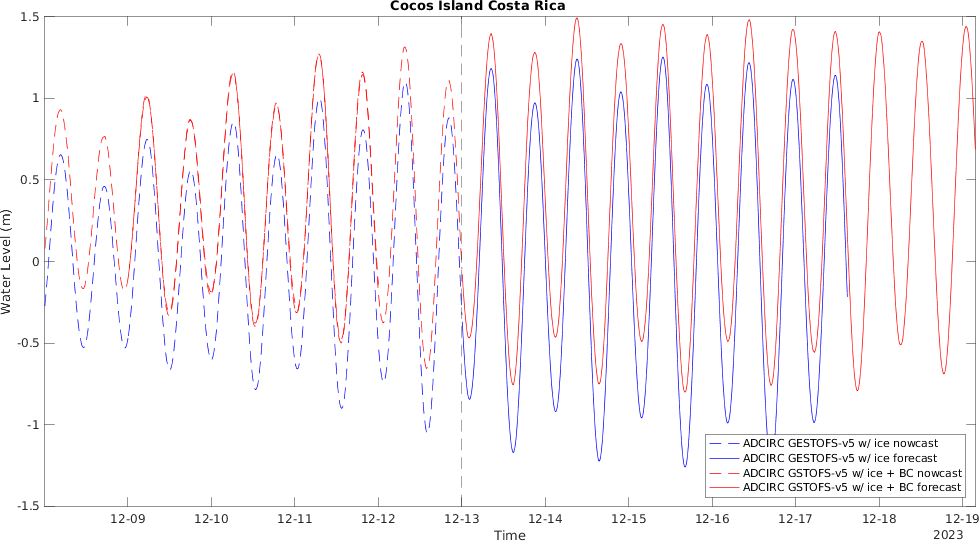 Cocos Island Costa Rica
1.5
1
0.5
0
-0.5
-1
-1.5
Water Level (m)
ADCIRC GESTOFS-v5 w/ ice nowcast
ADCIRC GESTOFS-v5 w/ ice forecast
ADCIRC GSTOFS-v5 w/ ice + BC nowcast
ADCIRC GSTOFS-v5 w/ ice + BC forecast
12-09 12-10 12-11 12-12 12-13 12-14 12-15 12-16 12-17 12-18 12-19
Time 2023